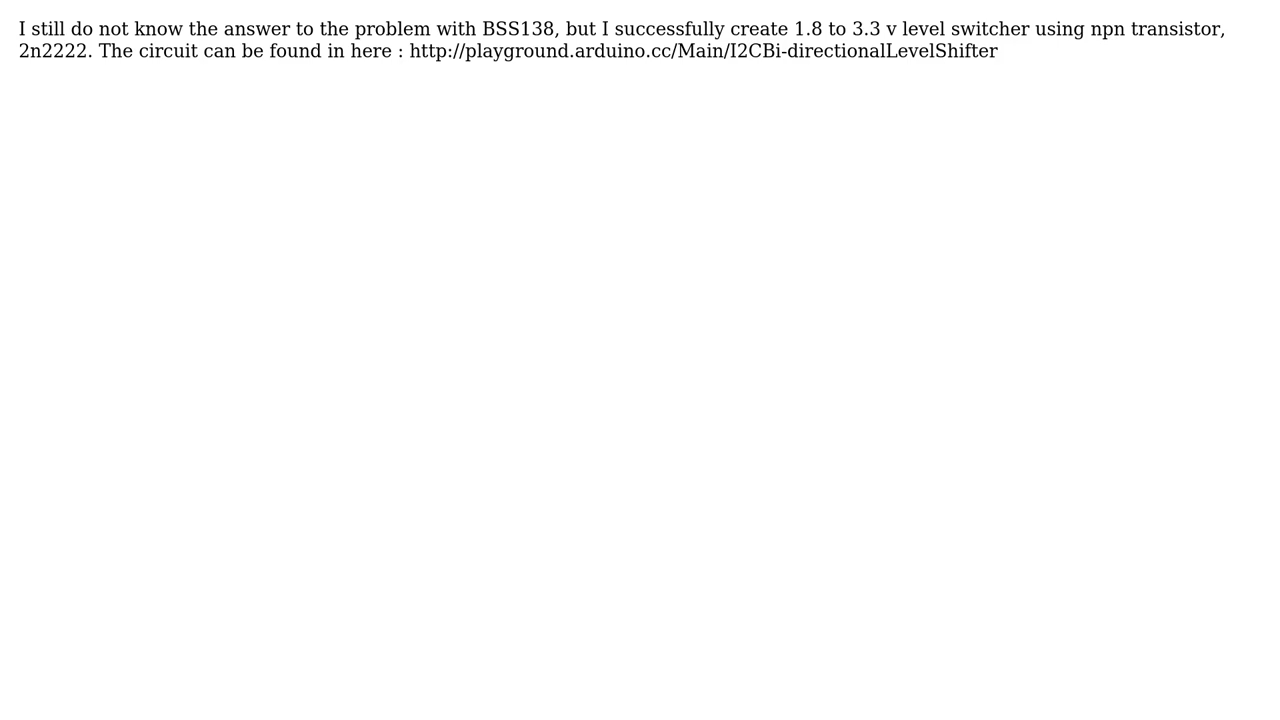 I still do not know the answer to the problem with BSS138, but I successfully create 1.8 to 3.3 v level switcher using npn transistor,
2n2222. The circuit can be found in here : http://playground.arduino.cc/Main/I2CBi-directionalLevelShifter